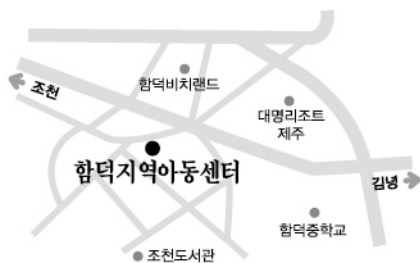 함덕비치랜드
조천
대명리조트
제주
함덕지역아동센터
김녕
함덕중학교
조천도서관